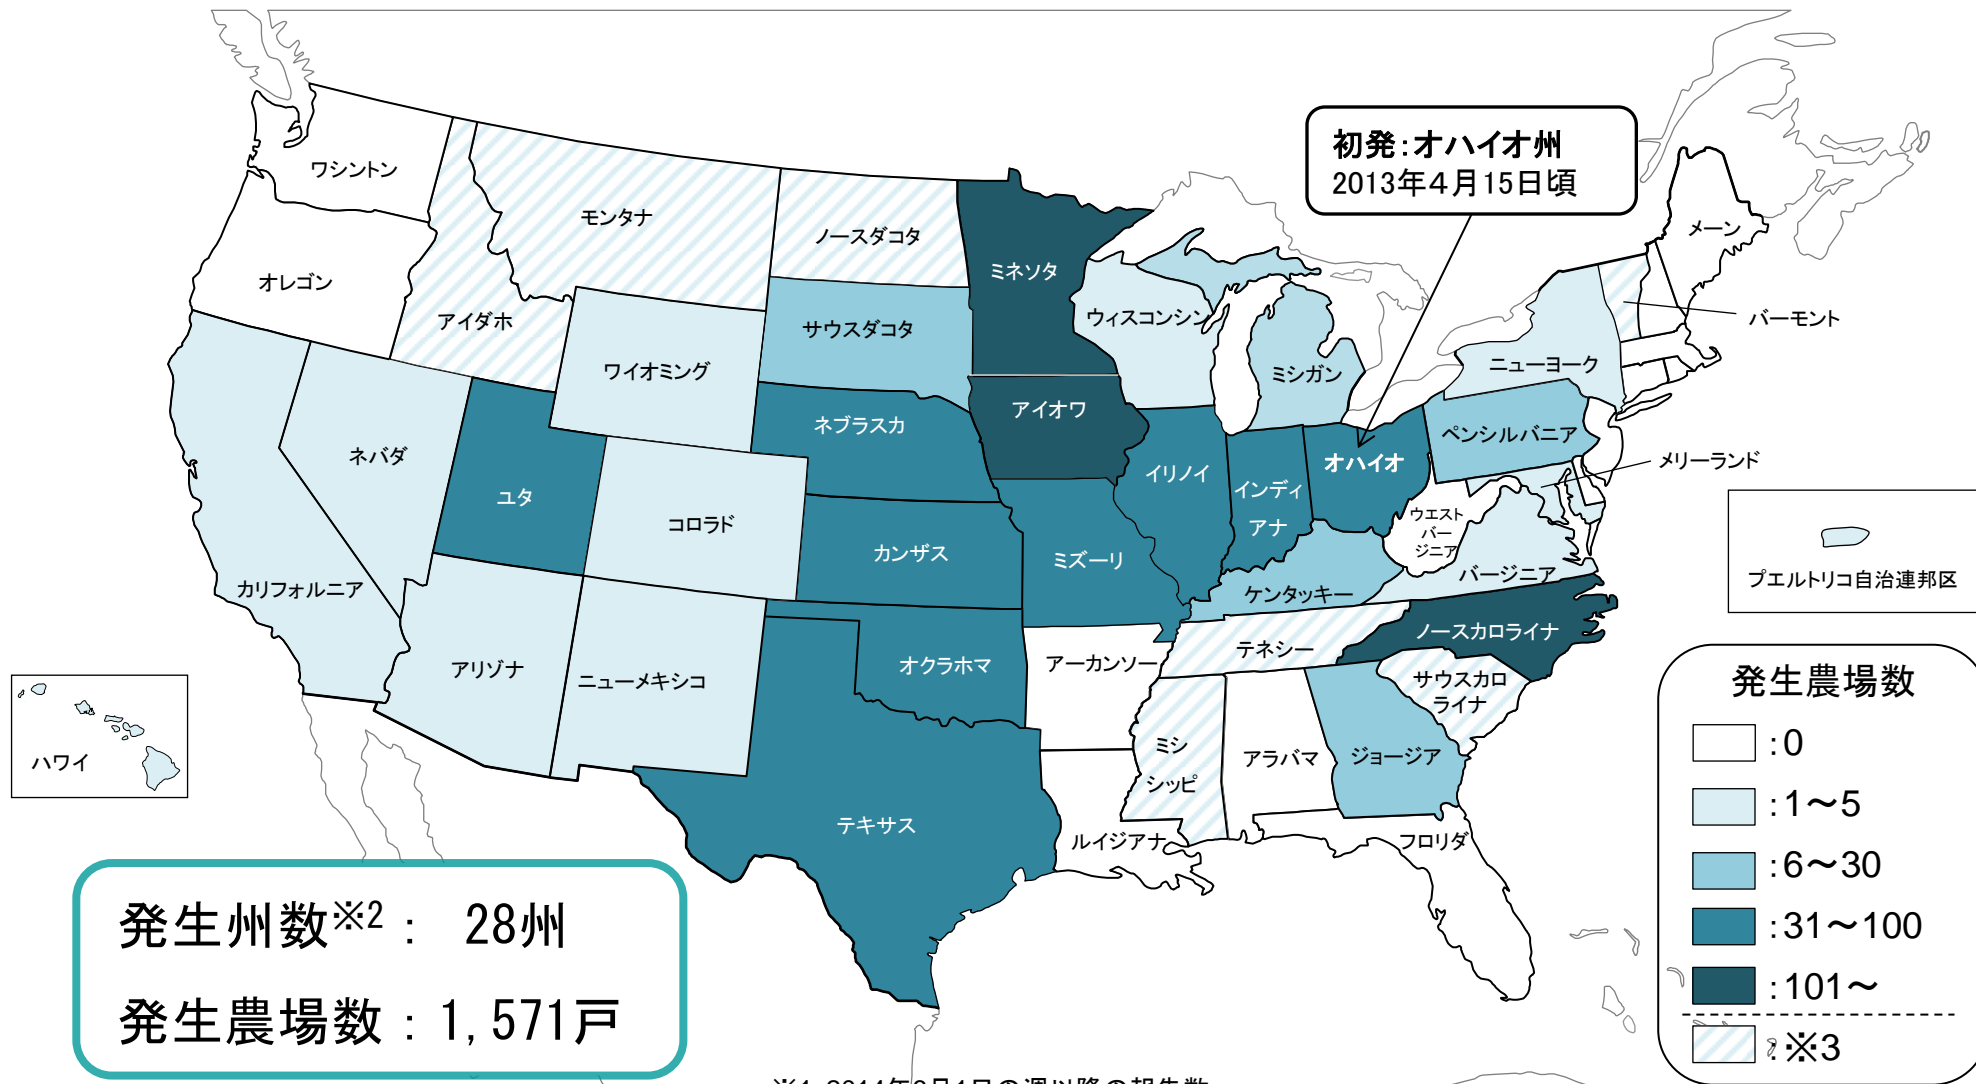 初発：オハイオ州
2013年4月15日頃
ワシントン
モンタナ
ノースダコタ
ミネソタ
メーン
オレゴン
アイダホ
サウスダコタ
ウィスコンシン
バーモント
ワイオミング
ミシガン
ニューヨーク
アイオワ
ネブラスカ
ネバダ
ユタ
イリノイ
インディ
アナ
オハイオ
ペンシルバニア
メリーランド
コロラド
カンザス
ミズーリ
ウエスト
バー
ジニア
バージニア
プエルトリコ自治連邦区
カリフォルニア
ケンタッキー
アリゾナ
ニューメキシコ
オクラホマ
アーカンソー
テネシー
ノースカロライナ
サウスカロ
ライナ
ハワイ
テキサス
ルイジアナ
ミシ
シッピ
アラバマ
ジョージア
フロリダ
発生農場数
：0
：1～5
：6～30
：31～100
：101～
：※3
発生州数※2： 28州
発生農場数：1,571戸